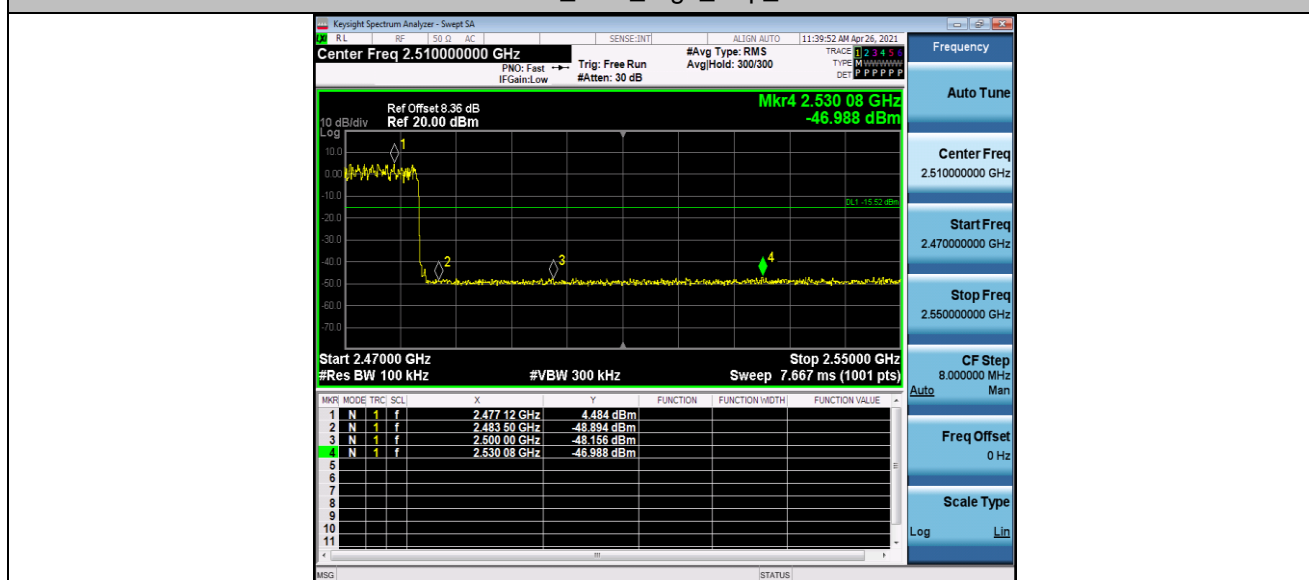 Keysight Spectrum Analyzer - Swept SA
RL RF 50 Ω AC SENSE:INT ALIGN AUTO 11:39:52 AM Apr 26, 2021
Center Freq 2.510000000 GHz
PNO: Fast
IFGain:Low
Trig: Free Run
#Atten: 30 dB
#Avg Type: RMS
Avg|Hold: 300/300
TRACE 1 2 3 4 5 6
TYPE M WWWWW
DET P P P P P P
Ref Offset 8.36 dB
10 dB/div Ref 20.00 dBm
Log
Mkr4 2.530 08 GHz
-46.988 dBm
10.0
0.00
-10.0
-20.0
-30.0
-40.0
-50.0
-60.0
-70.0
1
2
3
4
DL1 -15.52 dBm
Start 2.47000 GHz Stop 2.55000 GHz
#Res BW 100 kHz #VBW 300 kHz Sweep 7.667 ms (1001 pts)
MKR MODE TRC SCL X Y FUNCTION FUNCTION WIDTH FUNCTION VALUE
1 N 1 f 2.477 12 GHz 4.484 dBm
2 N 1 f 2.483 50 GHz -48.894 dBm
3 N 1 f 2.500 00 GHz -48.156 dBm
4 N 1 f 2.530 08 GHz -46.988 dBm
5
6
7
8
9
10
11
MSG STATUS
Frequency
Auto Tune
Center Freq
2.510000000 GHz
Start Freq
2.470000000 GHz
Stop Freq
2.550000000 GHz
CF Step
8.000000 MHz
Auto Man
Freq Offset
0 Hz
Scale Type
Log Lin